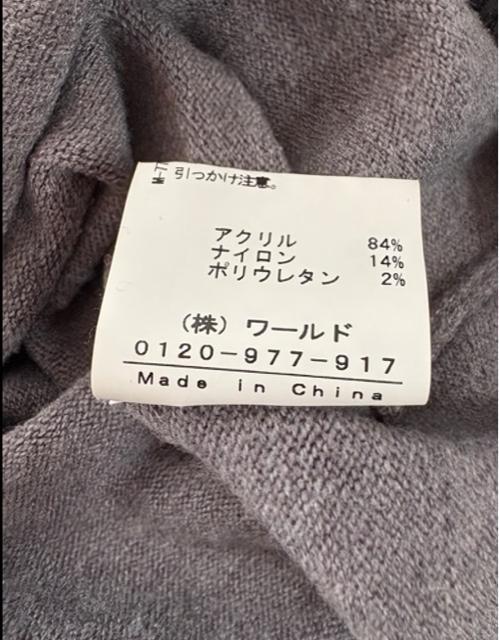 引っかけ注意。
アクリル 84%
ナイロン 14%
ポリウレタン 2%
（株）ワールド
0120-977-917
Made in China